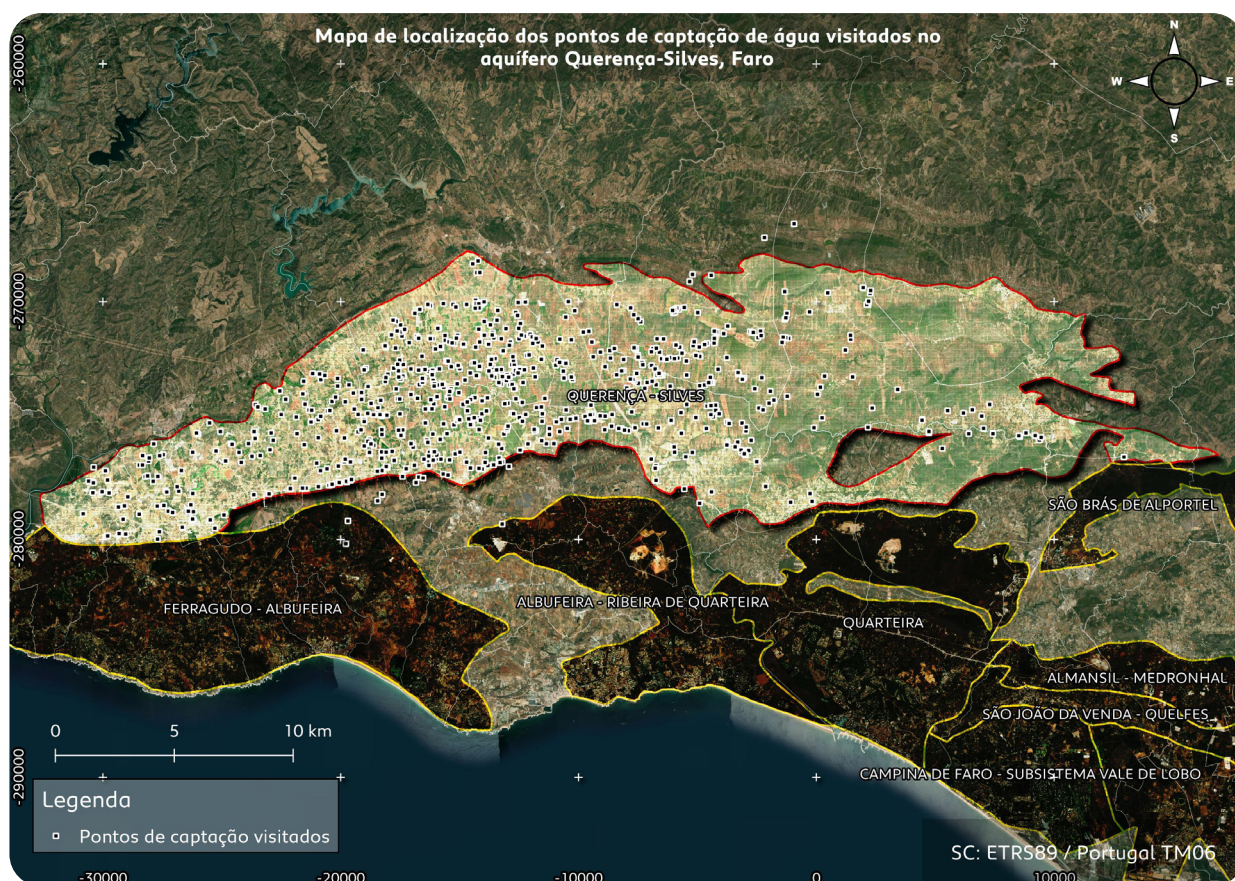 Mapa de localização dos pontos de captação de água visitados no
aquífero Querença-Silves, Faro
N
W
E
S
-260000
-270000
-280000
-290000
QUERENÇA - SILVES
SÃO BRÁS DE ALPORTEL
FERRAGUDO - ALBUFEIRA
ALBUFEIRA - RIBEIRA DE QUARTEIRA
QUARTEIRA
ALMANSIL - MEDRONHAL
SÃO JOÃO DA VENDA - QUELFES
CAMPINA DE FARO - SUBSISTEMA VALE DE LOBO
0 5 10 km
Legenda
Pontos de captação visitados
SC: ETRS89 / Portugal TM06
-30000 -20000 -10000 0 10000